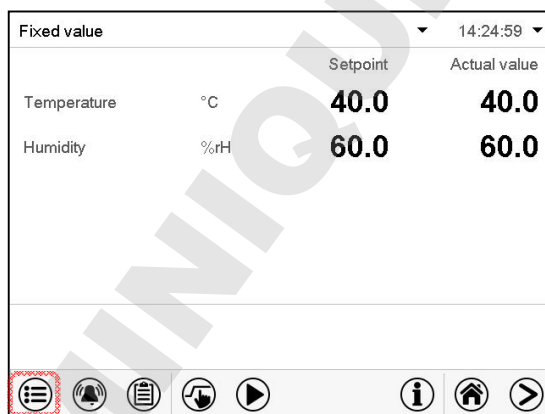 Fixed value 14:24:59
Setpoint Actual value
Temperature °C 40.0 40.0
Humidity %rH 60.0 60.0
UNIQU